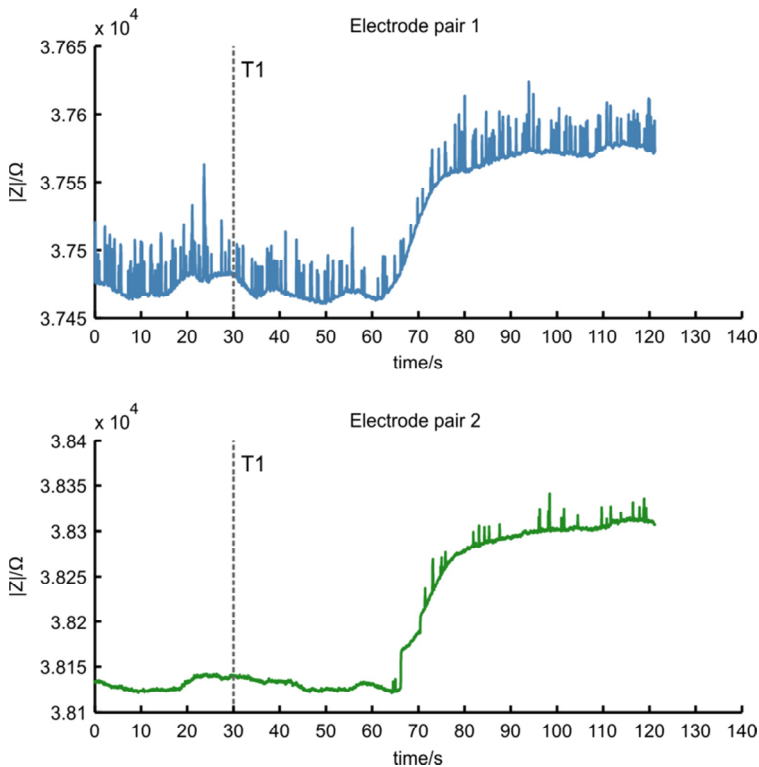 x 10^4
Electrode pair 1
3.765
3.76
3.755
3.75
3.745
|Z|/Ω
T1
0 10 20 30 40 50 60 70 80 90 100 110 120 130 140
time/s
x 10^4
Electrode pair 2
3.84
3.835
3.83
3.825
3.82
3.815
3.81
|Z|/Ω
T1
0 10 20 30 40 50 60 70 80 90 100 110 120 130 140
time/s